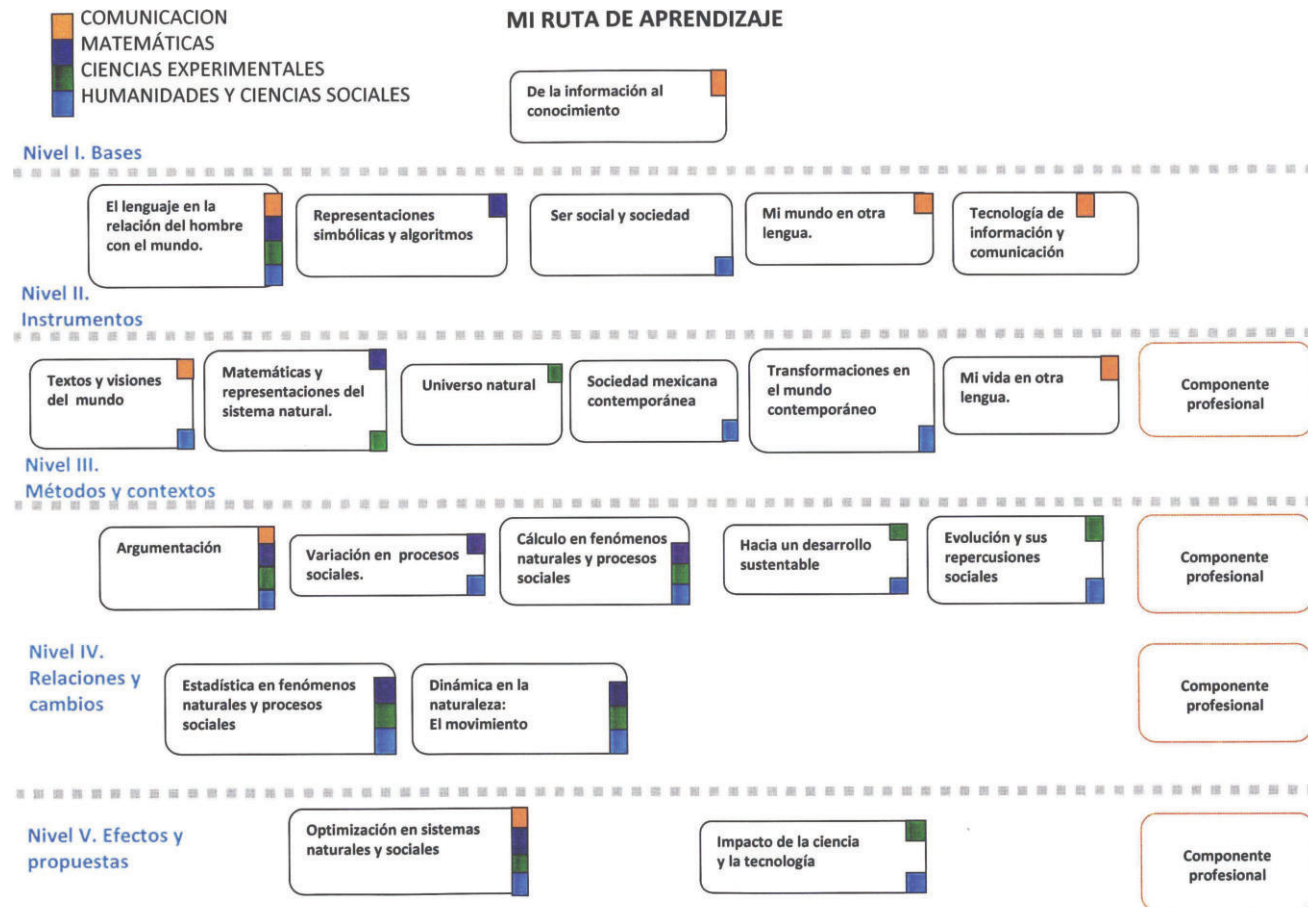 MI RUTA DE APRENDIZAJE
COMUNICACION
MATEMÁTICAS
CIENCIAS EXPERIMENTALES
HUMANIDADES Y CIENCIAS SOCIALES
De la información al
conocimiento
Nivel I. Bases
El lenguaje en la
relación del hombre
con el mundo.
Representaciones
simbólicas y algoritmos
Ser social y sociedad
Mi mundo en otra
lengua.
Tecnología de
información y
comunicación
Nivel II.
Instrumentos
Textos y visiones
del mundo
Matemáticas y
representaciones del
sistema natural.
Universo natural
Sociedad mexicana
contemporánea
Transformaciones en
el mundo
contemporáneo
Mi vida en otra
lengua.
Componente
profesional
Nivel III.
Métodos y contextos
Argumentación
Variación en procesos
sociales.
Cálculo en fenómenos
naturales y procesos
sociales
Hacia un desarrollo
sustentable
Evolución y sus
repercusiones
sociales
Componente
profesional
Nivel IV.
Relaciones y
cambios
Estadística en fenómenos
naturales y procesos
sociales
Dinámica en la
naturaleza:
El movimiento
Componente
profesional
Nivel V. Efectos y
propuestas
Optimización en sistemas
naturales y sociales
Impacto de la ciencia
y la tecnología
Componente
profesional